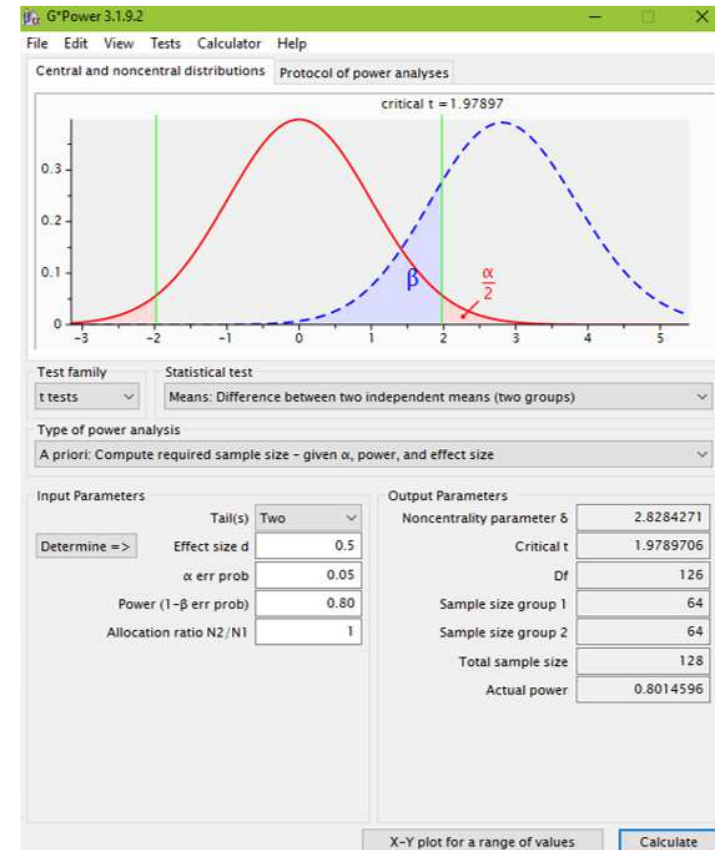 G*Power 3.1.9.2
File Edit View Tests Calculator Help
Central and noncentral distributions Protocol of power analyses
critical t = 1.97897
0.3
0.2
0.1
0
β
α
2
-3 -2 -1 0 1 2 3 4 5
Test family Statistical test
t tests Means: Difference between two independent means (two groups)
Type of power analysis
A priori: Compute required sample size – given α, power, and effect size
Input Parameters Output Parameters
Tail(s) Two Noncentrality parameter δ 2.8284271
Determine => Effect size d 0.5 Critical t 1.9789706
α err prob 0.05 Df 126
Power (1-β err prob) 0.80 Sample size group 1 64
Allocation ratio N2/N1 1 Sample size group 2 64
Total sample size 128
Actual power 0.8014596
X-Y plot for a range of values Calculate